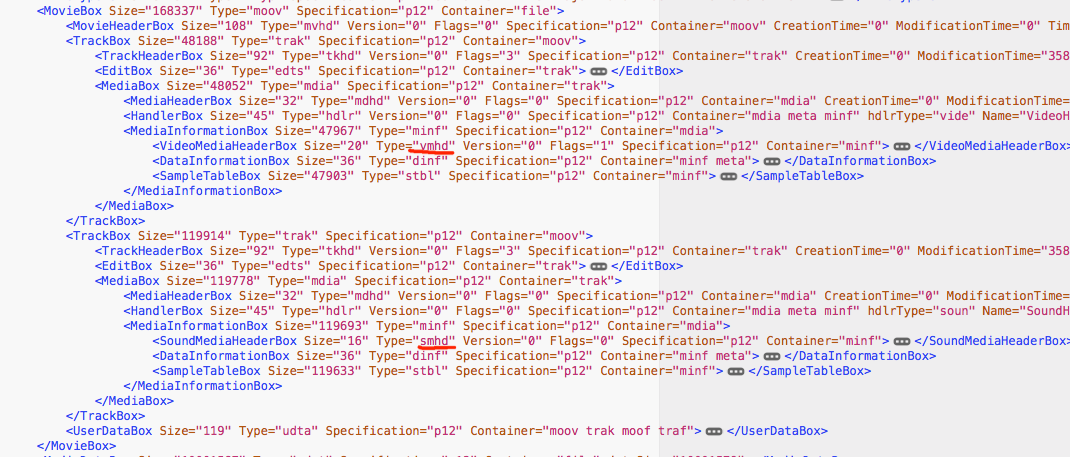 <MovieBox Size="168337" Type="moov" Specification="p12" Container="file">
<MovieHeaderBox Size="108" Type="mvhd" Version="0" Flags="0" Specification="p12" Container="moov" CreationTime="0" ModificationTime="0" Tim
<TrackBox Size="48188" Type="trak" Specification="p12" Container="moov">
<TrackHeaderBox Size="92" Type="tkhd" Version="0" Flags="3" Specification="p12" Container="trak" CreationTime="0" ModificationTime="358
<EditBox Size="36" Type="edts" Specification="p12" Container="trak"> </EditBox>
<MediaBox Size="48052" Type="mdia" Specification="p12" Container="trak">
<MediaHeaderBox Size="32" Type="mdhd" Version="0" Flags="0" Specification="p12" Container="mdia" CreationTime="0" ModificationTime=
<HandlerBox Size="45" Type="hdlr" Version="0" Flags="0" Specification="p12" Container="mdia meta minf" hdlrType="vide" Name="VideoH
<MediaInformationBox Size="47967" Type="minf" Specification="p12" Container="mdia">
<VideoMediaHeaderBox Size="20" Type="vmhd" Version="0" Flags="1" Specification="p12" Container="minf"> </VideoMediaHeaderBox>
<DataInformationBox Size="36" Type="dinf" Specification="p12" Container="minf meta"> </DataInformationBox>
<SampleTableBox Size="47903" Type="stbl" Specification="p12" Container="minf"> </SampleTableBox>
</MediaInformationBox>
</MediaBox>
</TrackBox>
<TrackBox Size="119914" Type="trak" Specification="p12" Container="moov">
<TrackHeaderBox Size="92" Type="tkhd" Version="0" Flags="3" Specification="p12" Container="trak" CreationTime="0" ModificationTime="358
<EditBox Size="36" Type="edts" Specification="p12" Container="trak"> </EditBox>
<MediaBox Size="119778" Type="mdia" Specification="p12" Container="trak">
<MediaHeaderBox Size="32" Type="mdhd" Version="0" Flags="0" Specification="p12" Container="mdia" CreationTime="0" ModificationTime=
<HandlerBox Size="45" Type="hdlr" Version="0" Flags="0" Specification="p12" Container="mdia meta minf" hdlrType="soun" Name="SoundH
<MediaInformationBox Size="119693" Type="minf" Specification="p12" Container="mdia">
<SoundMediaHeaderBox Size="16" Type="smhd" Version="0" Flags="0" Specification="p12" Container="minf"> </SoundMediaHeaderBox>
<DataInformationBox Size="36" Type="dinf" Specification="p12" Container="minf meta"> </DataInformationBox>
<SampleTableBox Size="119633" Type="stbl" Specification="p12" Container="minf"> </SampleTableBox>
</MediaInformationBox>
</MediaBox>
</TrackBox>
<UserDataBox Size="119" Type="udta" Specification="p12" Container="moov trak moof traf"> </UserDataBox>
</MovieBox>